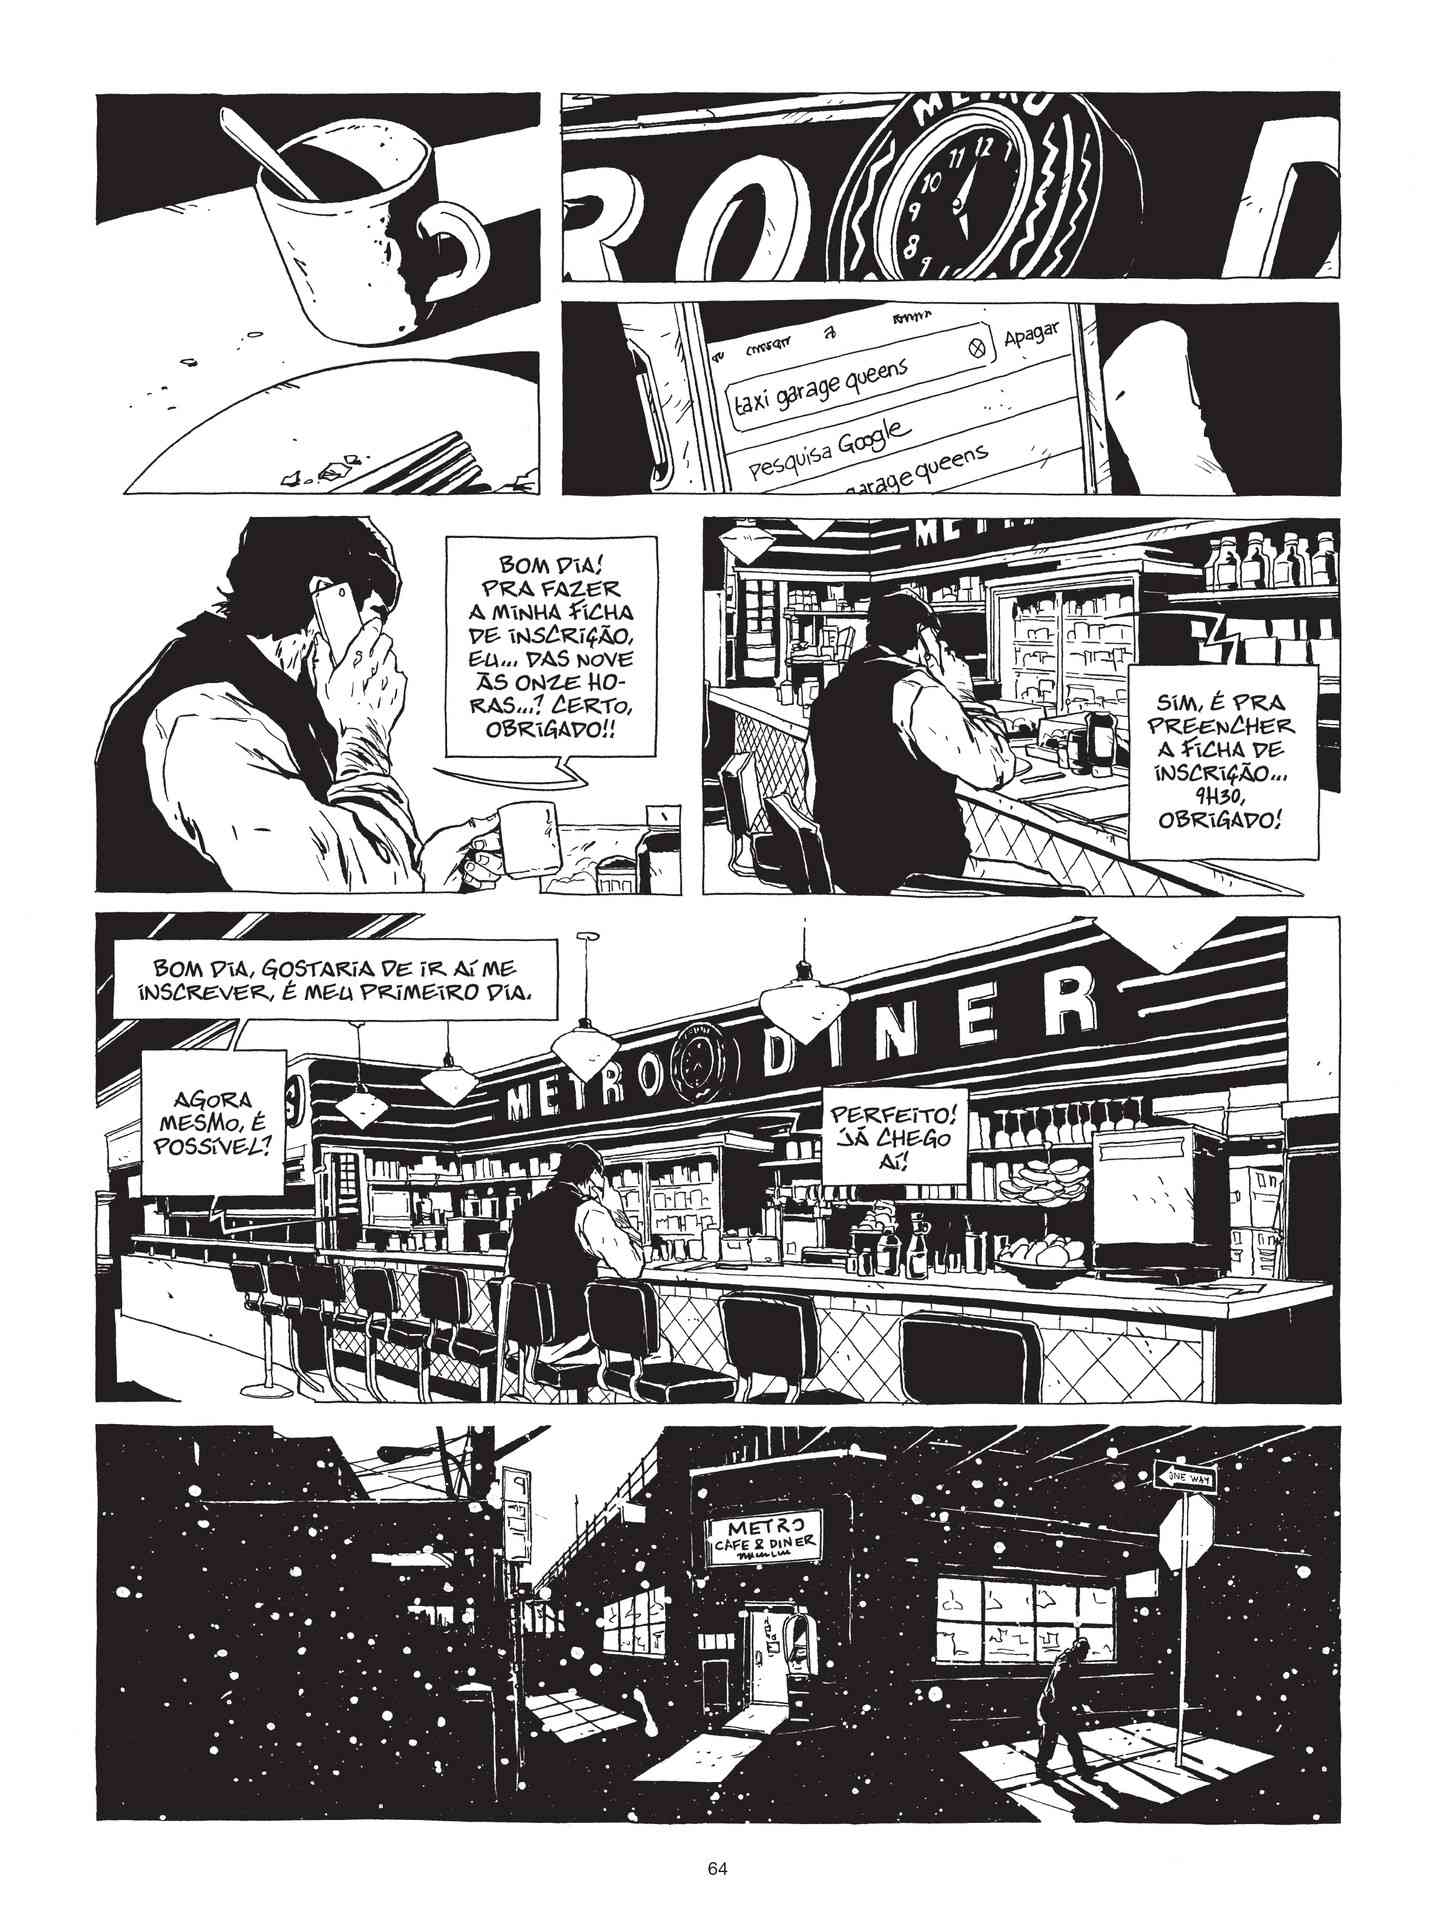 METRO
11 12 1
10
9
8
9
RO D
Apagar
taxi garage queens
pesquisa Google
garage queens
BOM DIA!
PRA FAZER
A MINHA FICHA
DE INSCRIÇÃO,
EU... DAS NOVE
ÀS ONZE HO-
RAS...? CERTO,
OBRIGADO!!
METR
SIM, É PRA
PREENCHER
A FICHA DE
INSCRIÇÃO...
9H30,
OBRIGADO!
BOM DIA, GOSTARIA DE IR AÍ ME
INSCREVER, É MEU PRIMEIRO DIA.
AGORA
MESMO, É
POSSÍVEL?
METRO DINER
PERFEITO!
JÁ CHEGO
AÍ!
ONE WAY
METRO
CAFE & DINER
64